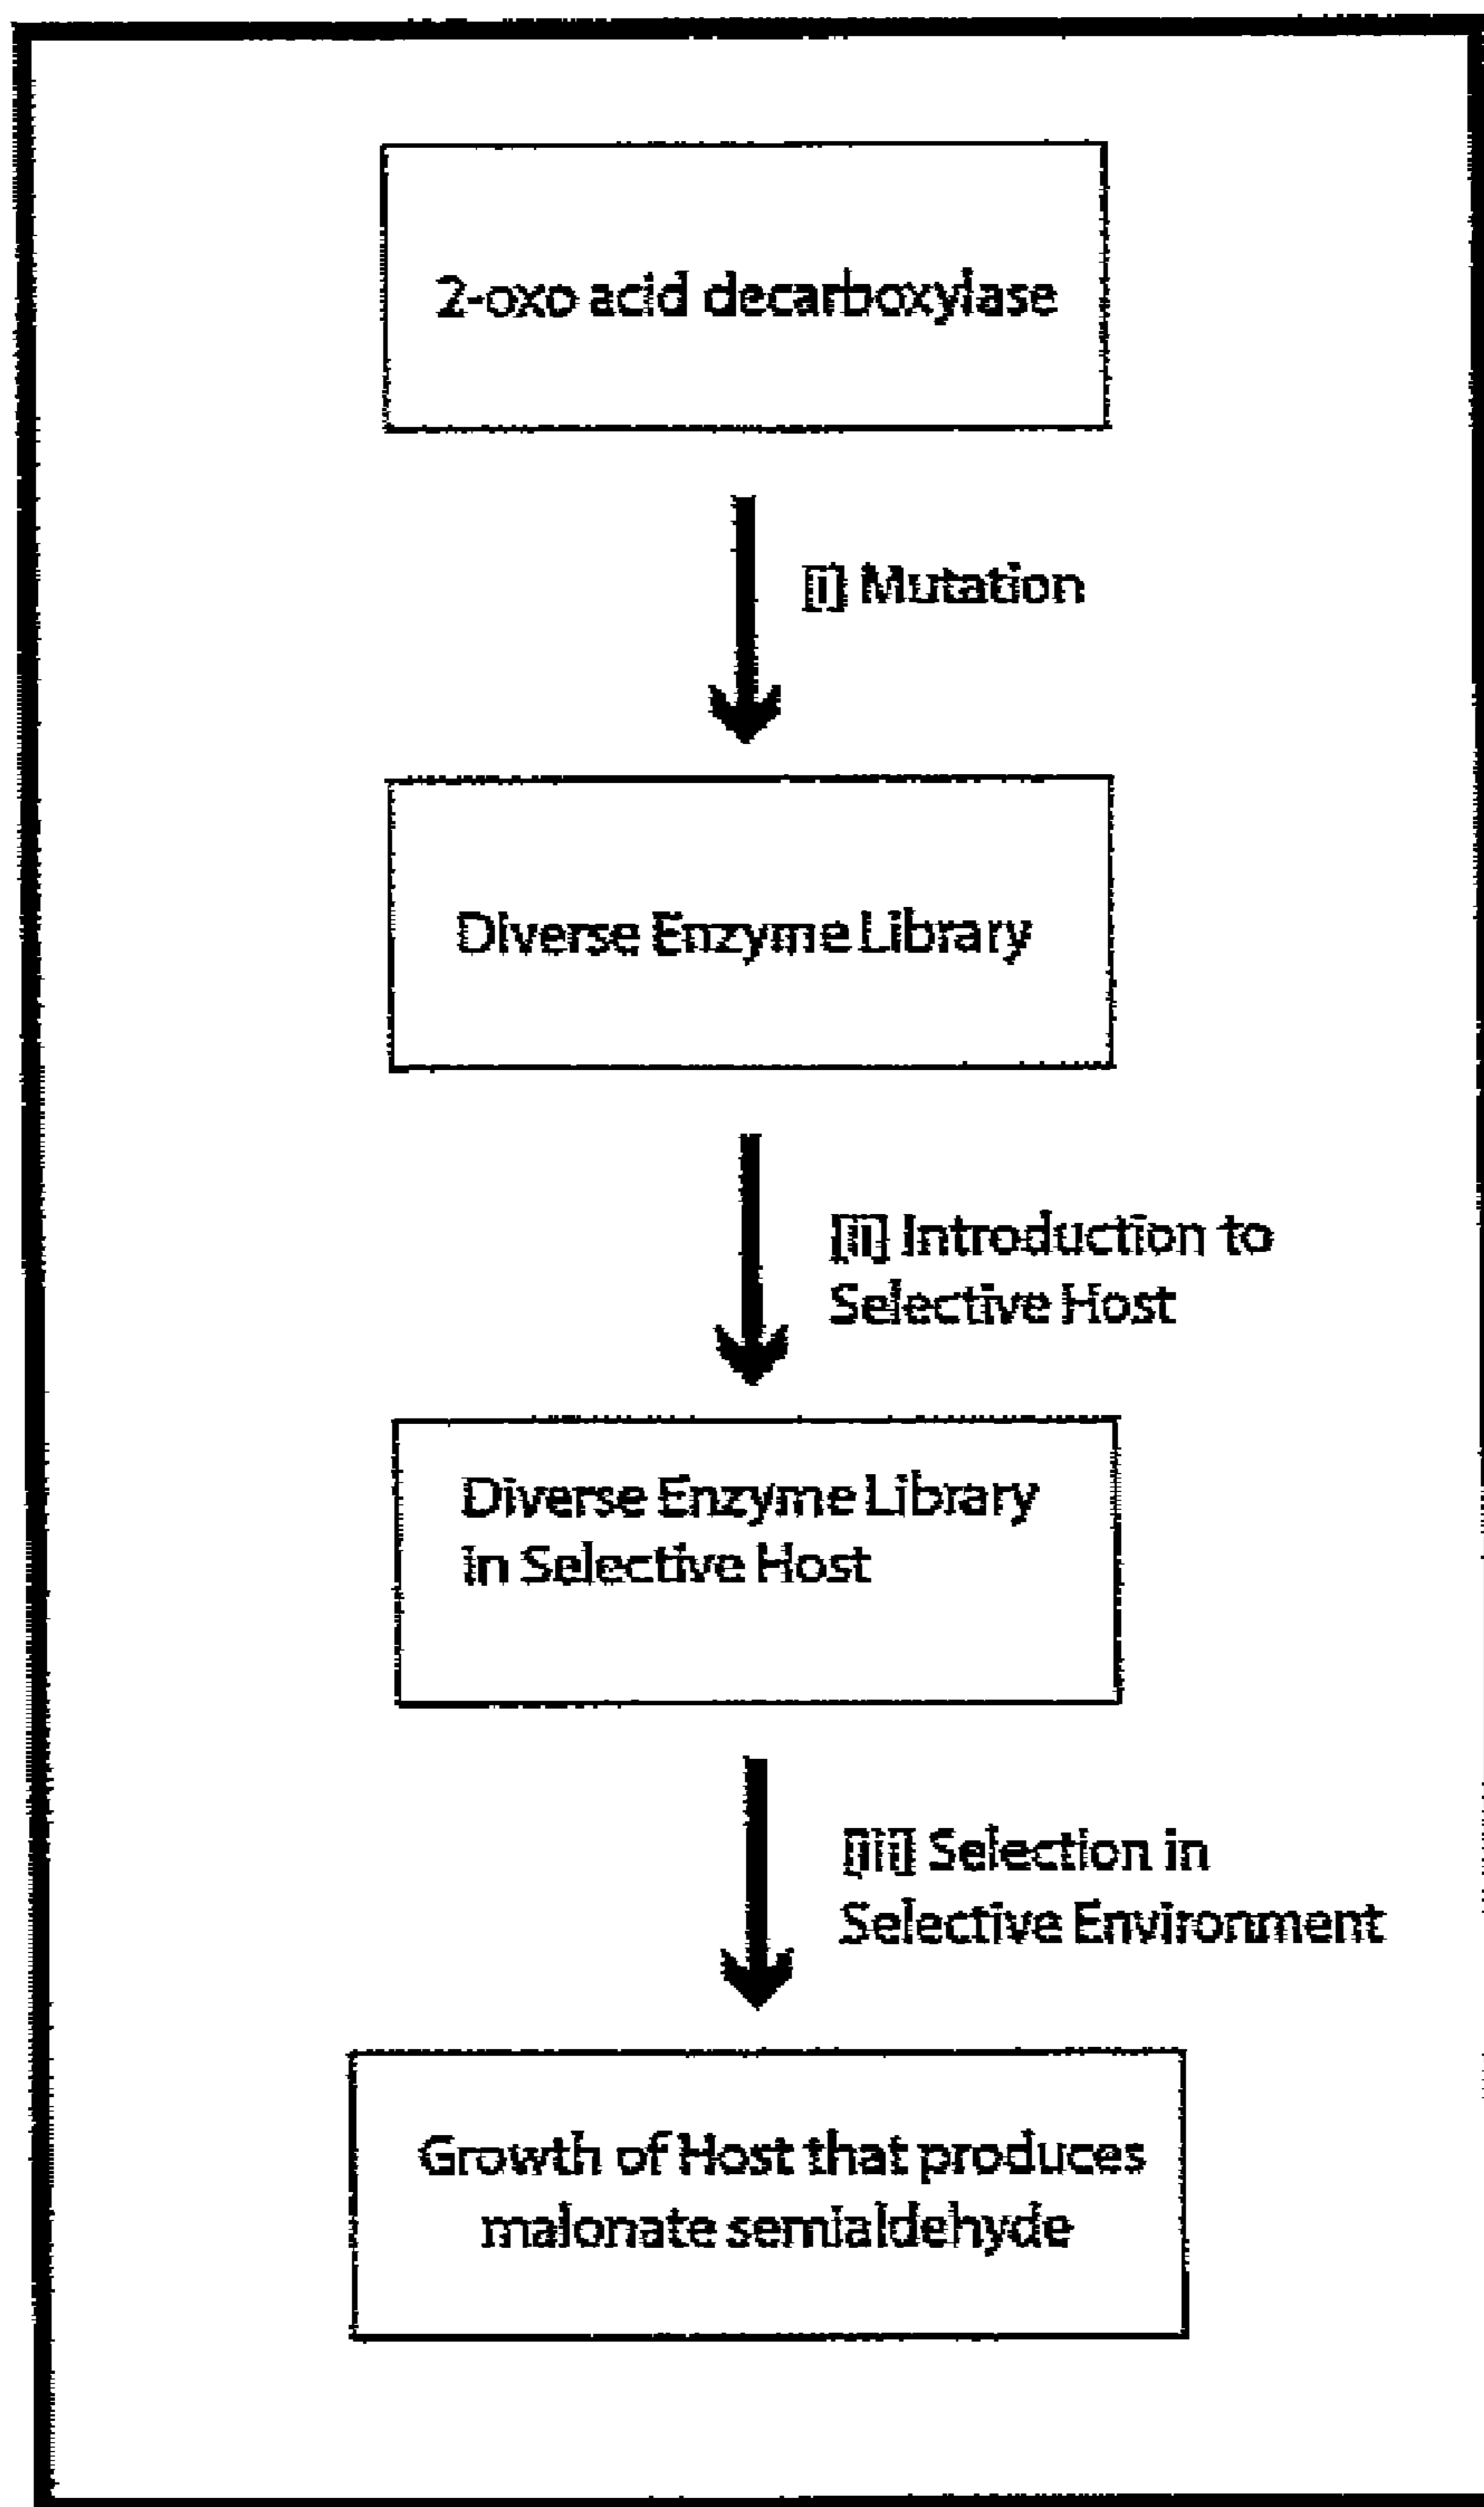 2-oxo acid decarboxylase
[i] Mutation
Diverse Enzyme Library
[ii] Introduction to
Selective Host
Diverse Enzyme Library
in Selective Host
[iii] Selection in
Selective Environment
Growth of Host that produces
malonate semialdehyde